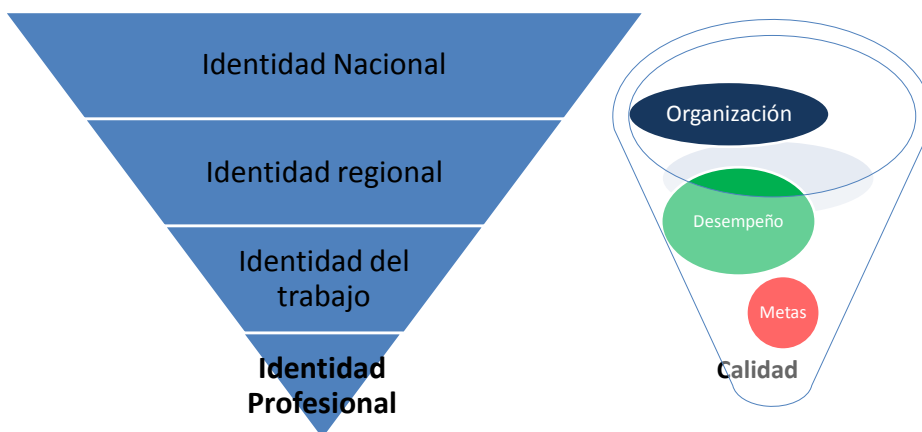 Identidad Nacional
Identidad regional
Identidad del
trabajo
Identidad
Profesional
Organización
Desempeño
Metas
Calidad